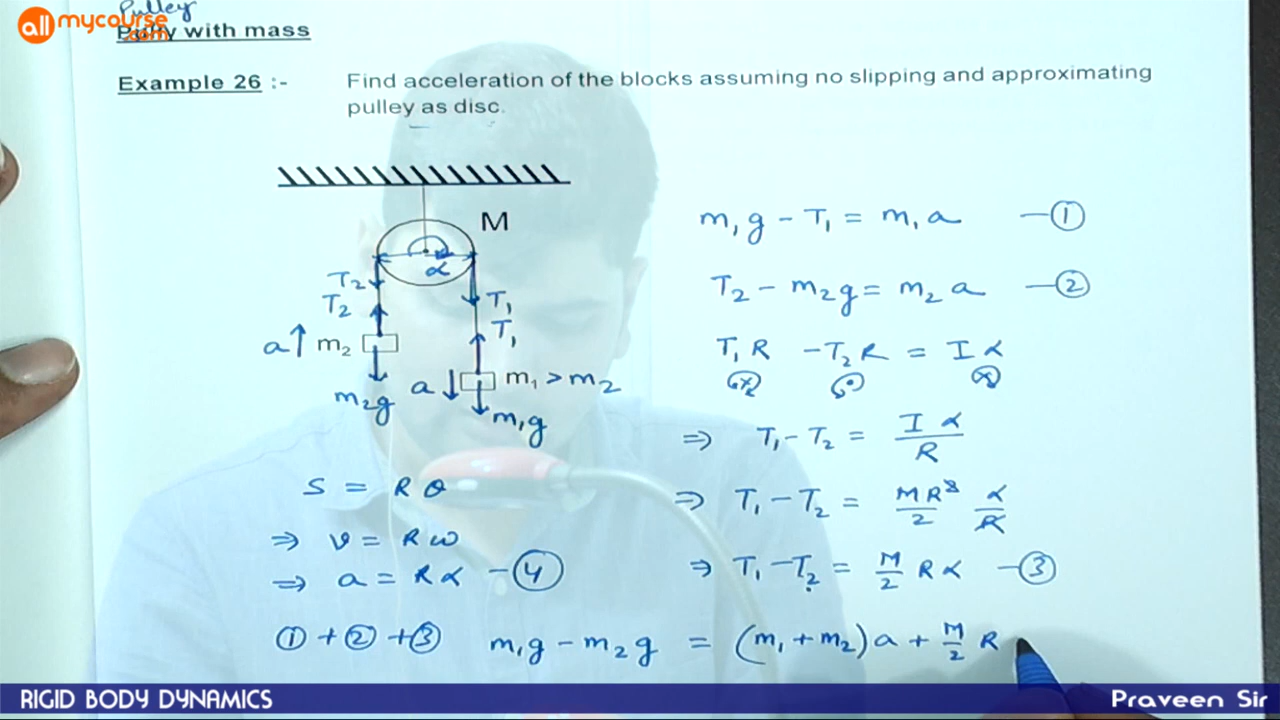 allmycourse.com
Pulley
Pully with mass
Example 26 :- Find acceleration of the blocks assuming no slipping and approximating
pulley as disc.
M
α
T₂
T₂
T₁
T₁
a↑ m₂
a↓ m₁ > m₂
m₂g
m₁g
S = Rθ
⇒ v = Rω
⇒ a = Rα —④
m₁g - T₁ = m₁a —①
T₂ - m₂g = m₂a —②
T₁R - T₂R = Iα
⇒ T₁ - T₂ = Iα/R
⇒ T₁ - T₂ = MR²/2 α/R
⇒ T₁ - T₂ = M/2 Rα —③
① + ② + ③ m₁g - m₂g = (m₁ + m₂)a + M/2 R
RIGID BODY DYNAMICS
Praveen Sir